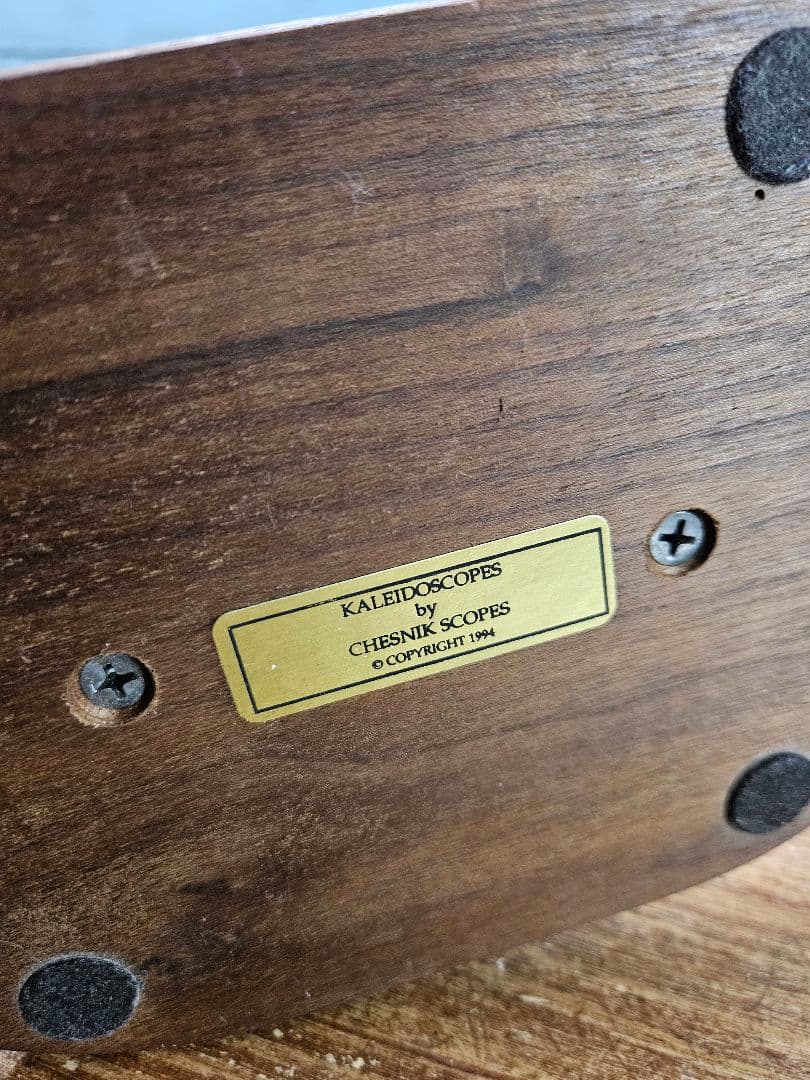 KALEIDOSCOPES
by
CHESNIK SCOPES
© COPYRIGHT 1994